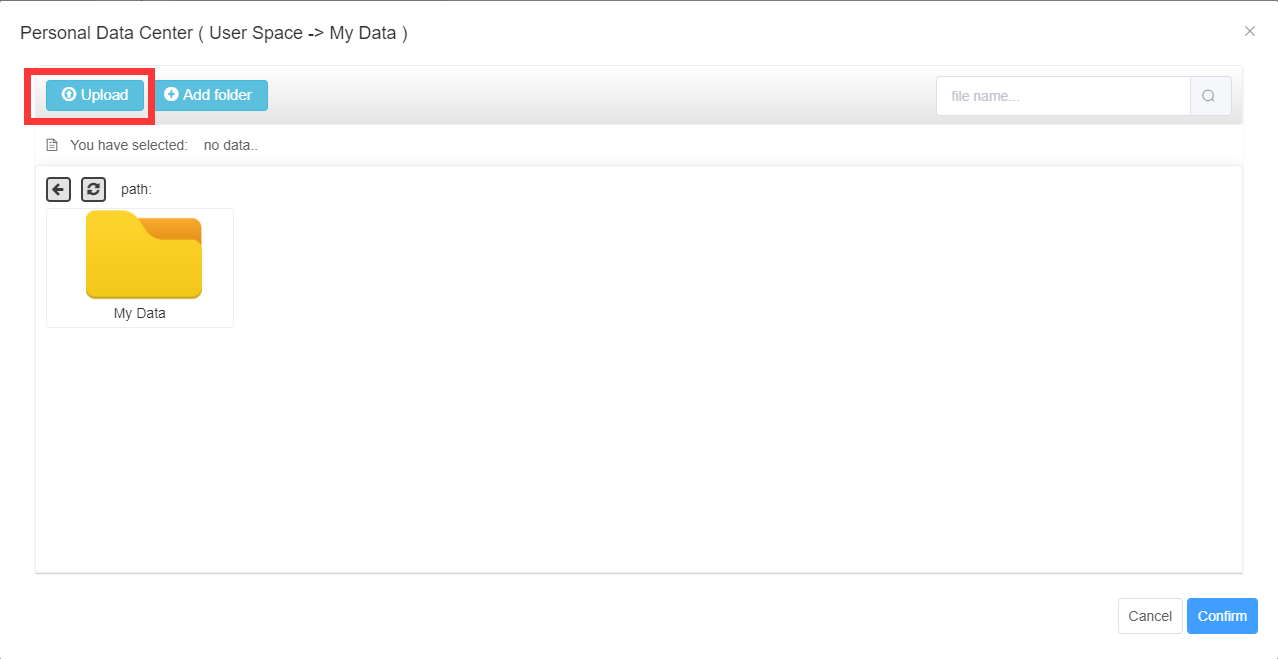 Personal Data Center ( User Space -> My Data )
Upload Add folder file name...
You have selected: no data..
path:
My Data
Cancel Confirm